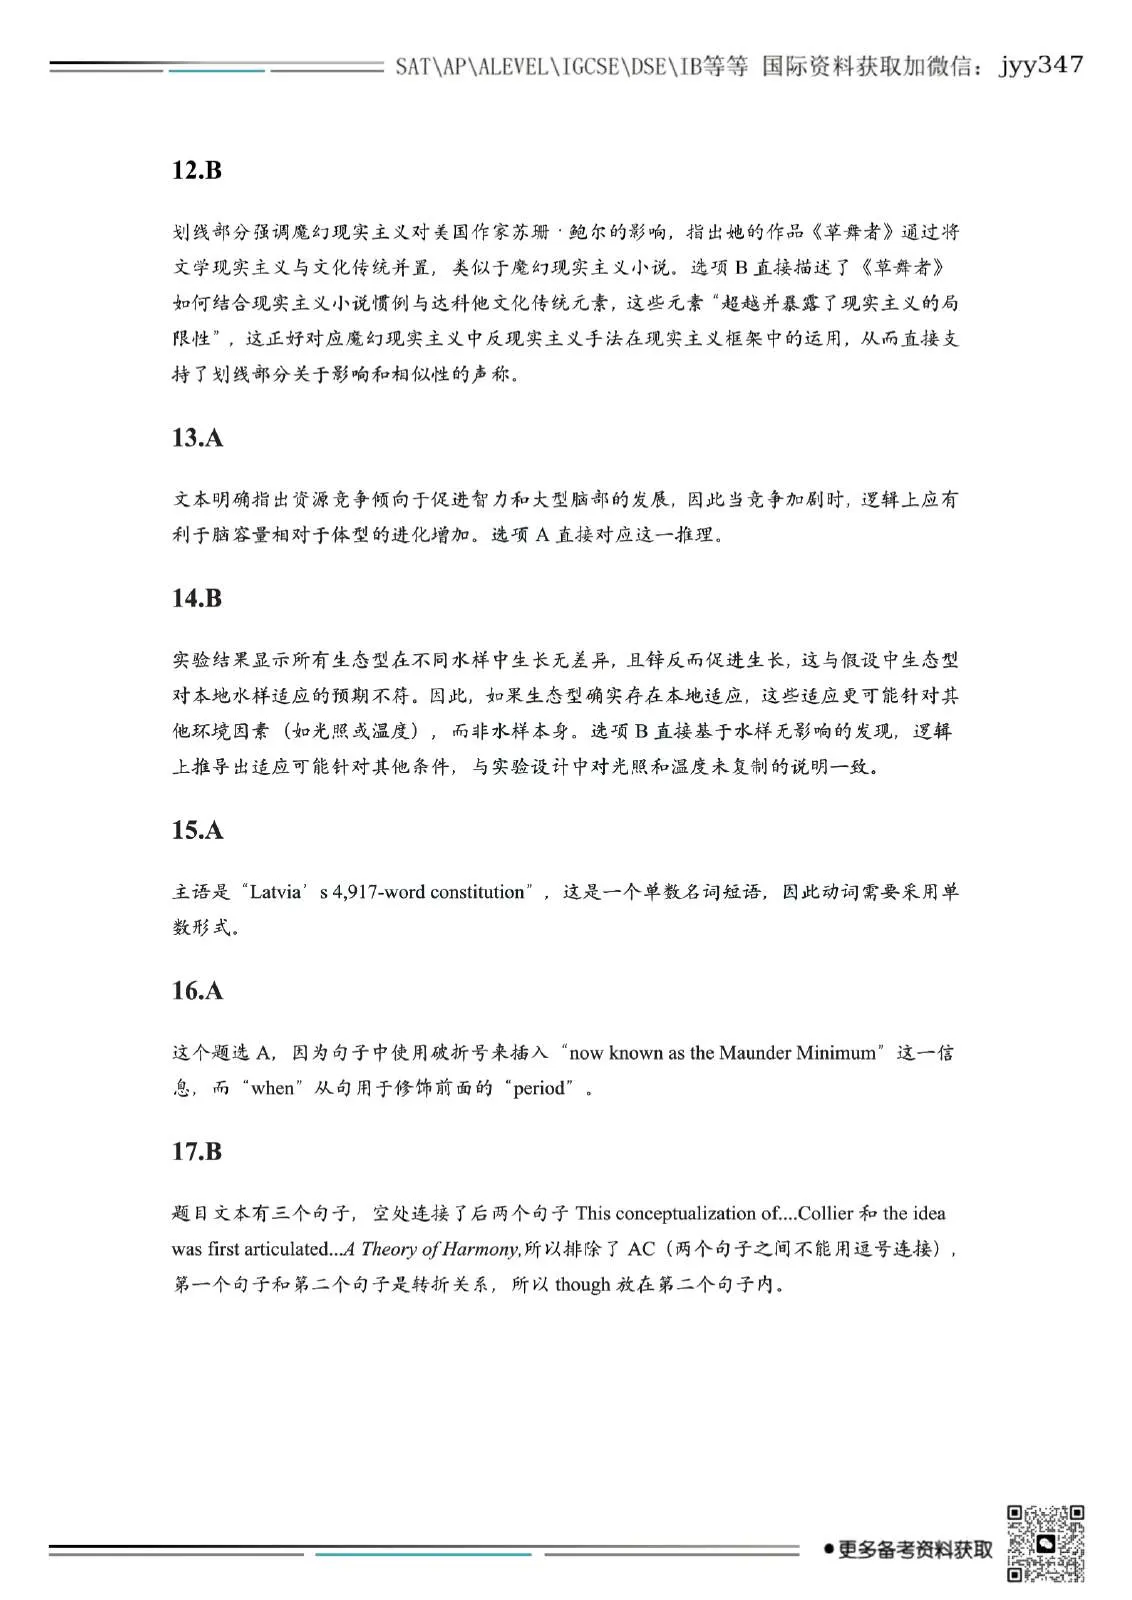 SAT\AP\ALEVEL\IGCSE\DSE\IB等等 国际资料获取加微信: jyy347
12.B
划线部分强调魔幻现实主义对美国作家苏珊·鲍尔的影响，指出她的作品《草舞者》通过将
文学现实主义与文化传统并置，类似于魔幻现实主义小说。选项 B 直接描述了《草舞者》
如何结合现实主义小说惯例与达科他文化传统元素，这些元素“超越并暴露了现实主义的局
限性”，这正好对应魔幻现实主义中反现实主义手法在现实主义框架中的运用，从而直接支
持了划线部分关于影响和相似性的声称。
13.A
文本明确指出资源竞争倾向于促进智力和大型脑部的发展，因此当竞争加剧时，逻辑上应有
利于脑容量相对于体型的进化增加。选项 A 直接对应这一推理。
14.B
实验结果显示所有生态型在不同水样中生长无差异，且锌反而促进生长，这与假设中生态型
对本地水样适应的预期不符。因此，如果生态型确实存在本地适应，这些适应更可能针对其
他环境因素（如光照或温度），而非水样本身。选项 B 直接基于水样无影响的发现，逻辑
上推导出适应可能针对其他条件，与实验设计中对光照和温度未复制的说明一致。
15.A
主语是“Latvia’s 4,917-word constitution”，这是一个单数名词短语，因此动词需要采用单
数形式。
16.A
这个题选 A，因为句子中使用破折号来插入“now known as the Maunder Minimum”这一信
息，而“when”从句用于修饰前面的“period”。
17.B
题目文本有三个句子，空处连接了后两个句子 This conceptualization of....Collier 和 the idea
was first articulated...A Theory of Harmony,所以排除了 AC（两个句子之间不能用逗号连接），
第一个句子和第二个句子是转折关系，所以 though 放在第二个句子内。
●更多备考资料获取